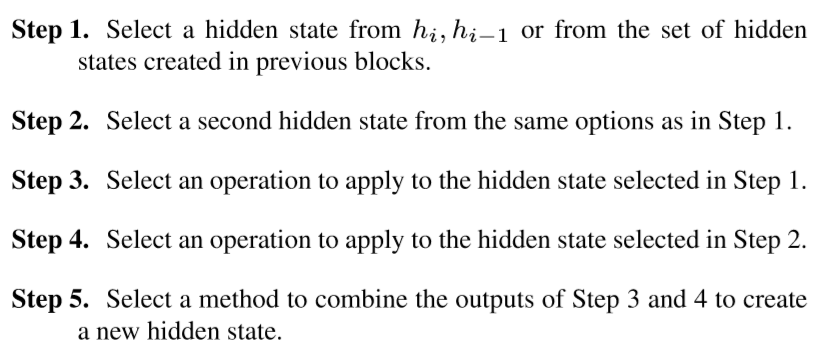 Step 1. Select a hidden state from hᵢ, hᵢ₋₁ or from the set of hidden
states created in previous blocks.
Step 2. Select a second hidden state from the same options as in Step 1.
Step 3. Select an operation to apply to the hidden state selected in Step 1.
Step 4. Select an operation to apply to the hidden state selected in Step 2.
Step 5. Select a method to combine the outputs of Step 3 and 4 to create
a new hidden state.